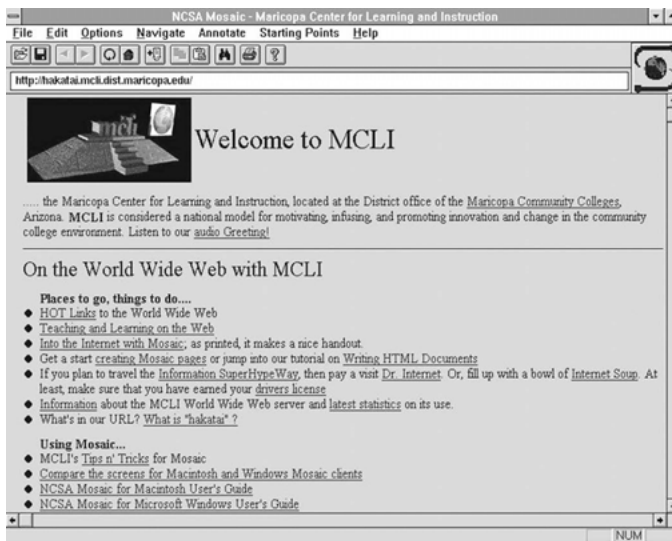 NCSA Mosaic - Maricopa Center for Learning and Instruction
File Edit Options Navigate Annotate Starting Points Help
http://hakatai.mcli.dist.maricopa.edu/
mcli
Welcome to MCLI
..... the Maricopa Center for Learning and Instruction, located at the District office of the Maricopa Community Colleges,
Arizona. MCLI is considered a national model for motivating, infusing, and promoting innovation and change in the community
college environment. Listen to our audio Greeting!
On the World Wide Web with MCLI
Places to go, things to do....
HOT Links to the World Wide Web
Teaching and Learning on the Web
Into the Internet with Mosaic; as printed, it makes a nice handout.
Get a start creating Mosaic pages or jump into our tutorial on Writing HTML Documents
If you plan to travel the Information SuperHypeWay, then pay a visit Dr. Internet. Or, fill up with a bowl of Internet Soup. At
least, make sure that you have earned your drivers license
Information about the MCLI World Wide Web server and latest statistics on its use.
What's in our URL? What is "hakatai" ?
Using Mosaic...
MCLI's Tips n' Tricks for Mosaic
Compare the screens for Macintosh and Windows Mosaic clients
NCSA Mosaic for Macintosh User's Guide
NCSA Mosaic for Microsoft Windows User's Guide
NUM